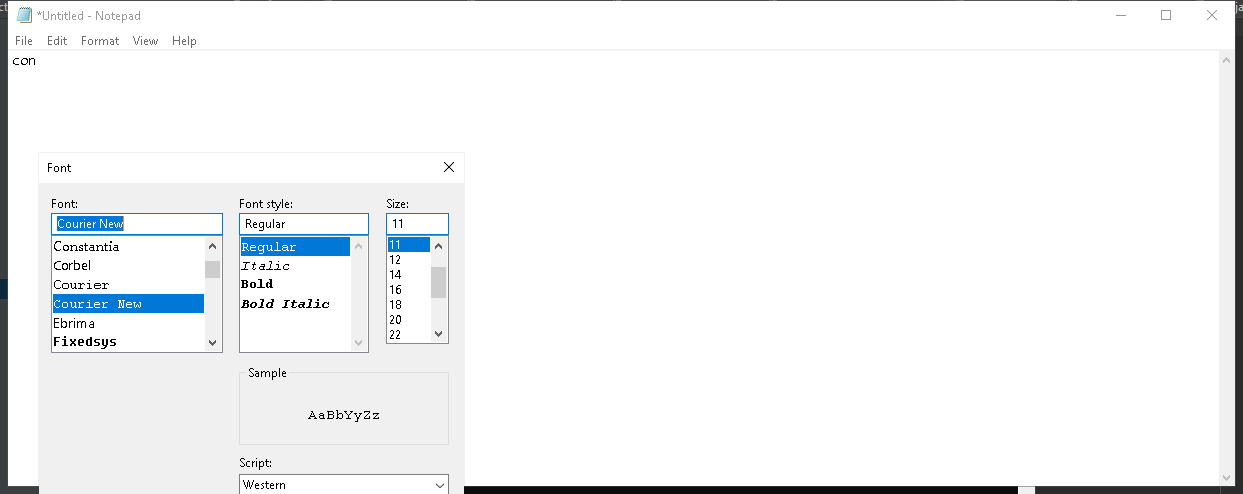 *Untitled - Notepad
File Edit Format View Help
con
Font
Font: Font style: Size:
Courier New Regular 11
Constantia
Corbel
Courier
Courier New
Ebrima
Fixedsys
Regular
Italic
Bold
Bold Italic
11
12
14
16
18
20
22
Sample
AaBbYyZz
Script:
Western